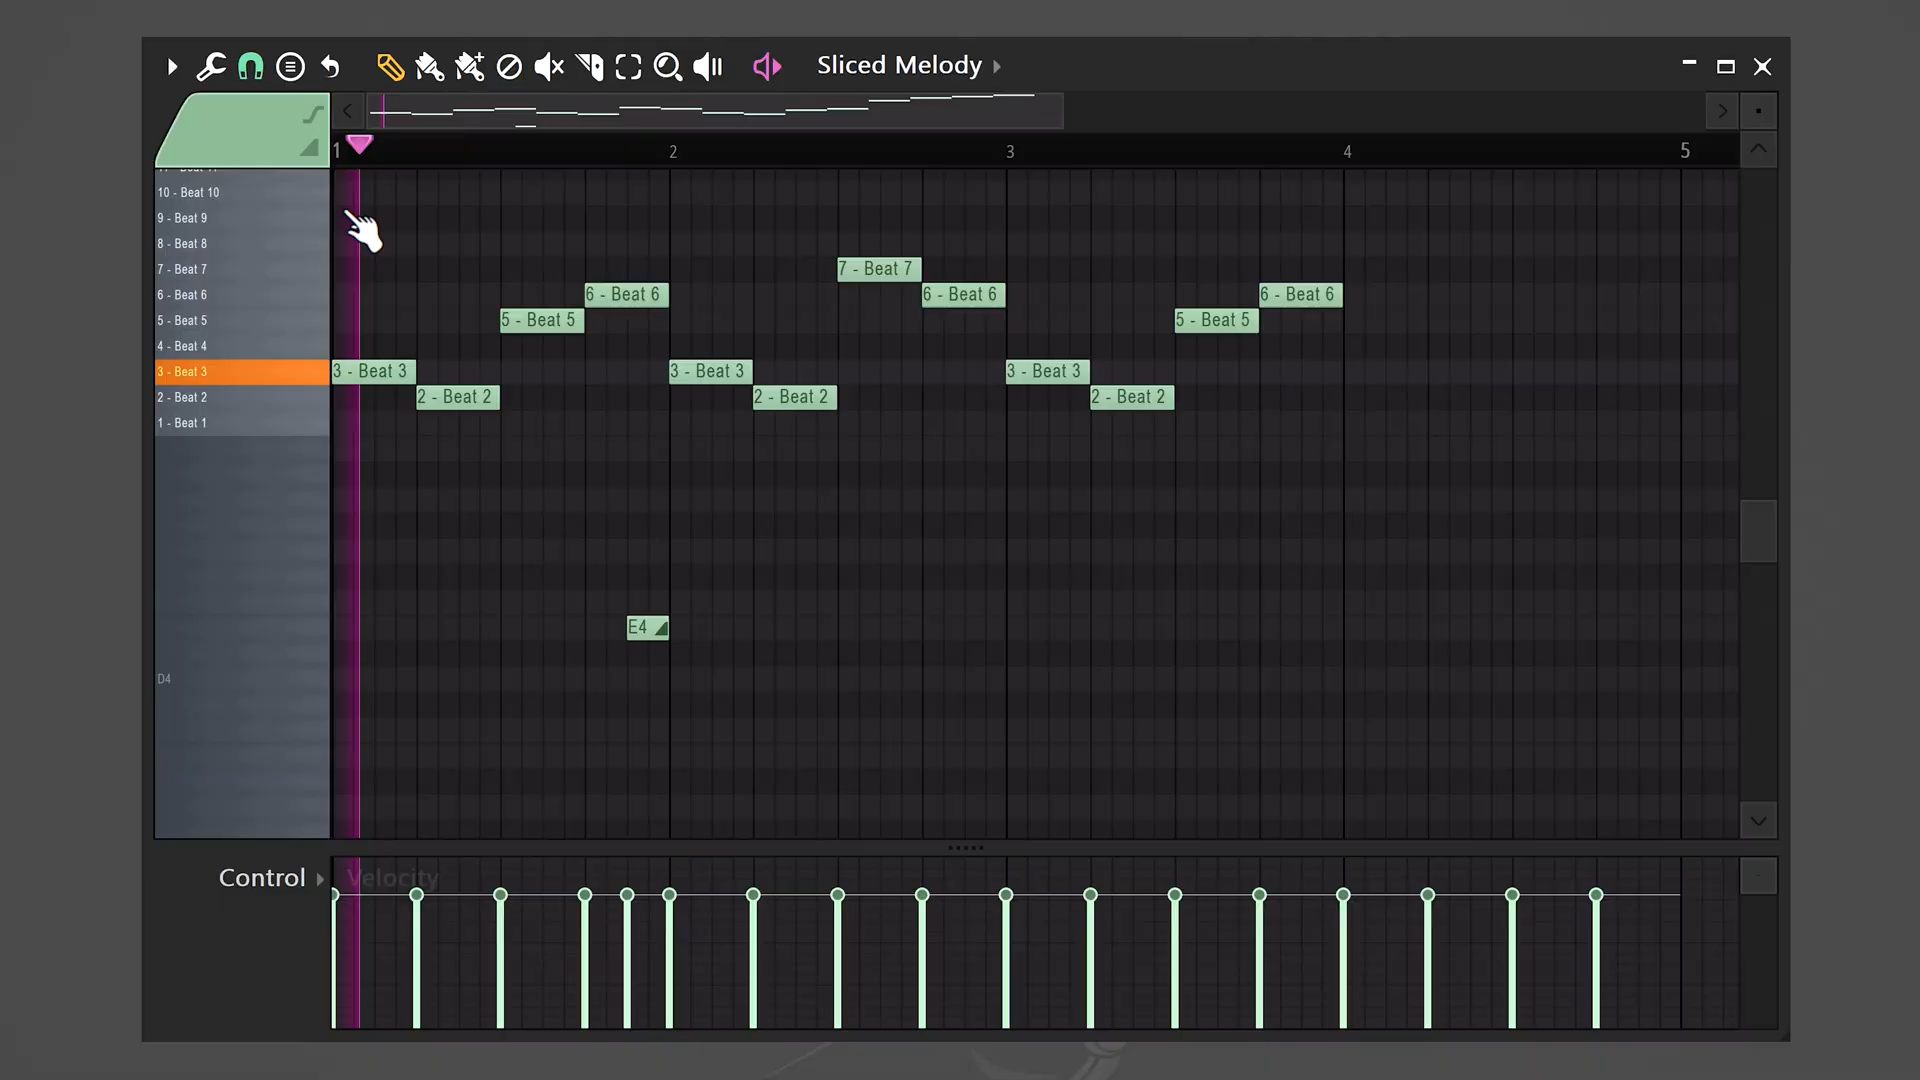 Sliced Melody
1 2 3 4 5
11 - Beat 11
10 - Beat 10
9 - Beat 9
8 - Beat 8
7 - Beat 7
7 - Beat 7
6 - Beat 6
6 - Beat 6
6 - Beat 6
6 - Beat 6
5 - Beat 5
5 - Beat 5
5 - Beat 5
4 - Beat 4
3 - Beat 3
3 - Beat 3
3 - Beat 3
3 - Beat 3
2 - Beat 2
2 - Beat 2
2 - Beat 2
2 - Beat 2
1 - Beat 1
E4
D4
Control
Velocity